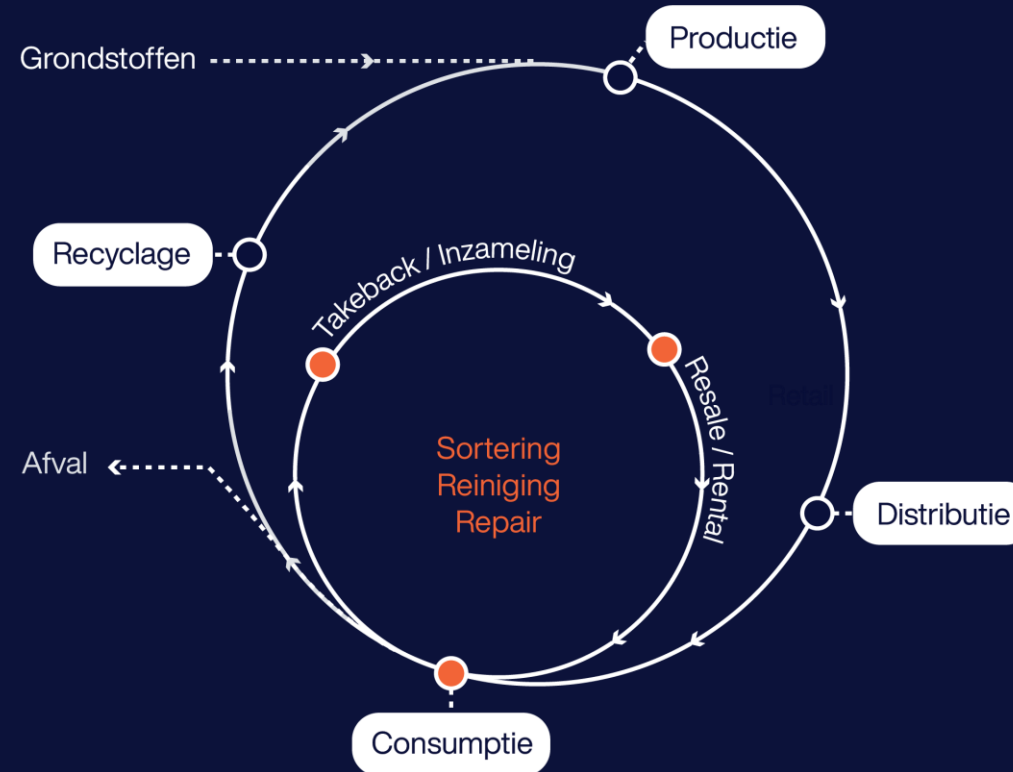 Productie
Grondstoffen
Recyclage
Takeback / Inzameling
Resale / Rental
Retail
Sortering
Reiniging
Repair
Afval
Distributie
Consumptie